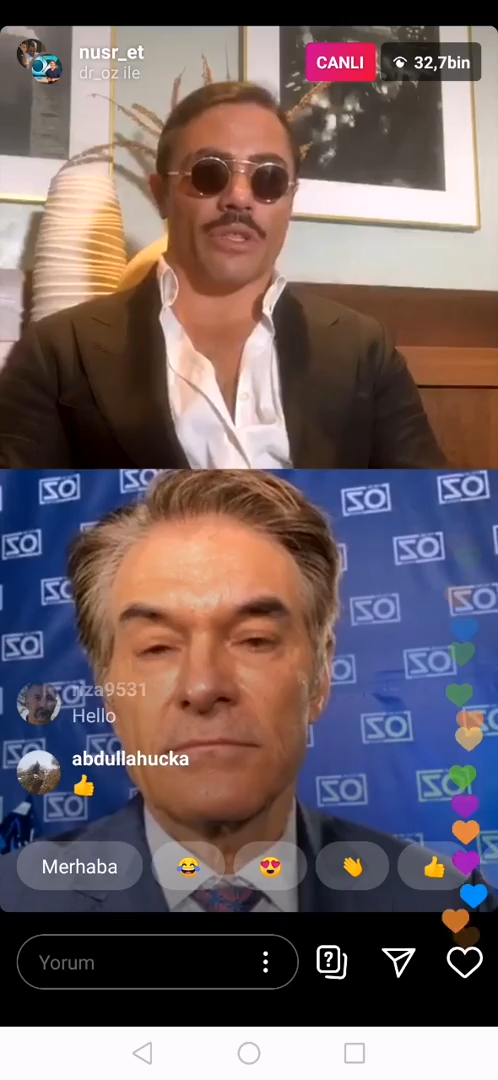 nusr_et
dr_oz ile
CANLI
32,7bin
riza9531
Hello
abdullahucka
👍
Merhaba 😂 😍 👋 👍
Yorum